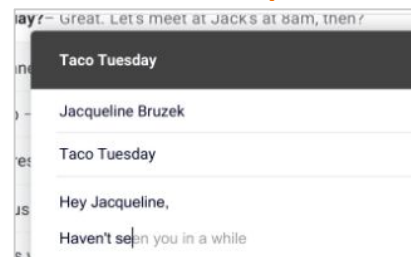 ay?– Great. Let's meet at Jack's at 8am, then?
Taco Tuesday
Jacqueline Bruzek
Taco Tuesday
Hey Jacqueline,
Haven't seen you in a while